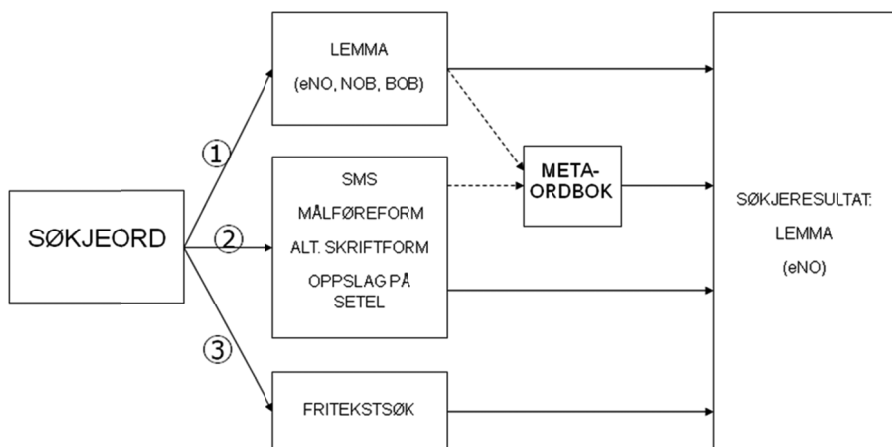 SØKJEORD
1
2
3
LEMMA
(eNO, NOB, BOB)
SMS
MÅLFØREFORM
ALT. SKRIFTFORM
OPPSLAG PÅ
SETEL
FRITEKSTSØK
META-
ORDBOK
SØKJERESULTAT:
LEMMA
(eNO)